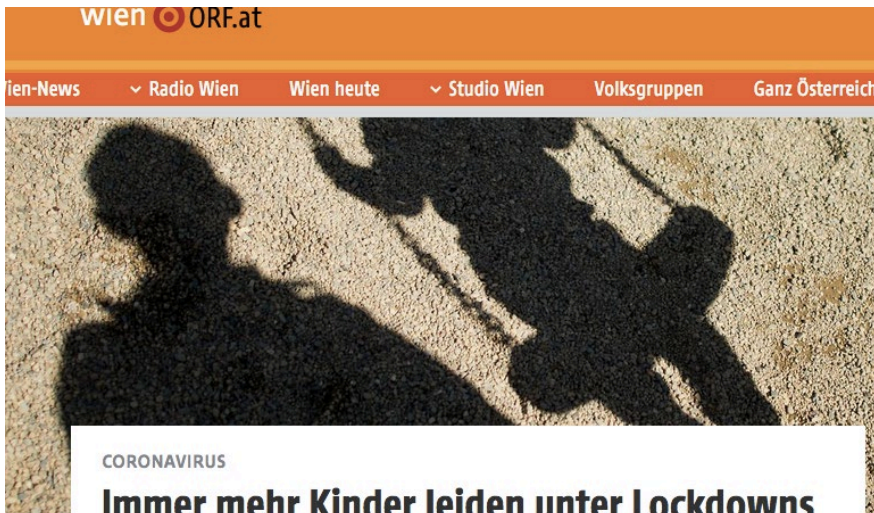 wien ORF.at
ien-News Radio Wien Wien heute Studio Wien Volksgruppen Ganz Österreich
CORONAVIRUS
Immer mehr Kinder leiden unter Lockdowns